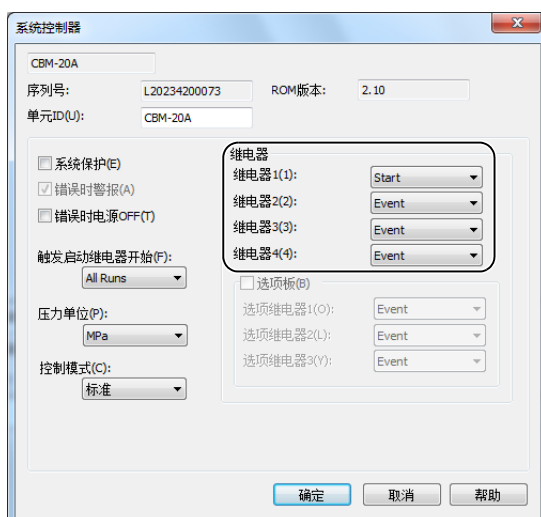 系统控制器
CBM-20A
序列号: L20234200073 ROM版本: 2.10
单元ID(U): CBM-20A
系统保护(E)
错误时警报(A)
错误时电源OFF(T)
触发启动继电器开始(F):
All Runs
压力单位(P):
MPa
控制模式(C):
标准
继电器
继电器1(1): Start
继电器2(2): Event
继电器3(3): Event
继电器4(4): Event
选项板(B)
选项继电器1(O): Event
选项继电器2(L): Event
选项继电器3(Y): Event
确定 取消 帮助